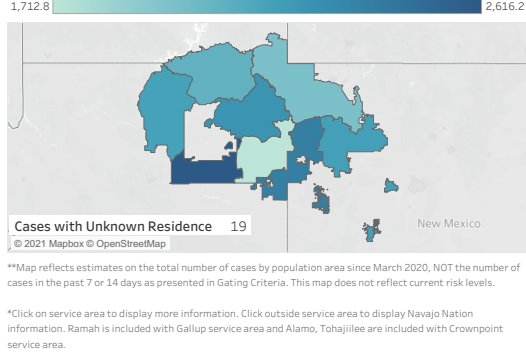 1,712.8 2,616.2
New Mexico
Cases with Unknown Residence 19
© 2021 Mapbox © OpenStreetMap
**Map reflects estimates on the total number of cases by population area since March 2020, NOT the number of
cases in the past 7 or 14 days as presented in Gating Criteria. This map does not reflect current risk levels.
*Click on service area to display more information. Click outside service area to display Navajo Nation
information. Ramah is included with Gallup service area and Alamo, Tohajiilee are included with Crownpoint
service area.